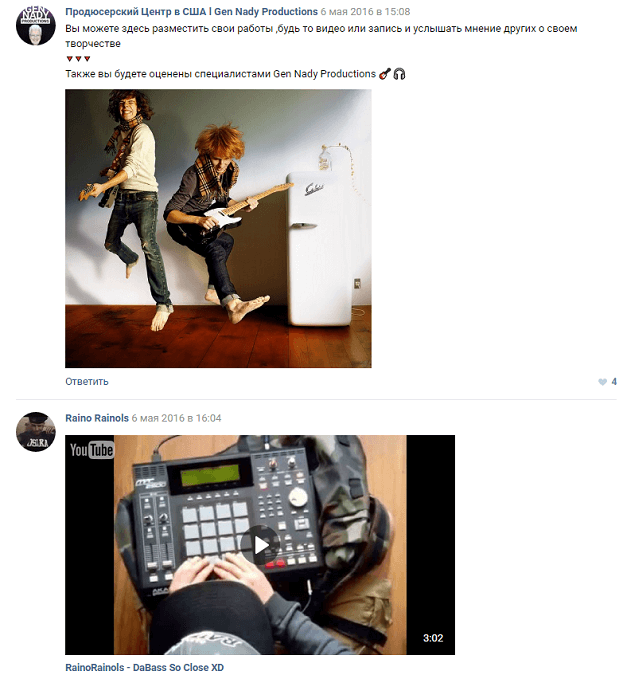 GEN
NADY
PRODUCTIONS
Продюсерский Центр в США l Gen Nady Productions 6 мая 2016 в 15:08
Вы можете здесь разместить свои работы ,будь то видео или запись и услышать мнение других о своем
творчестве
Также вы будете оценены специалистами Gen Nady Productions
Ответить
4
Raino Rainols 6 мая 2016 в 16:04
YouTube
3:02
RainoRainols - DaBass So Close XD